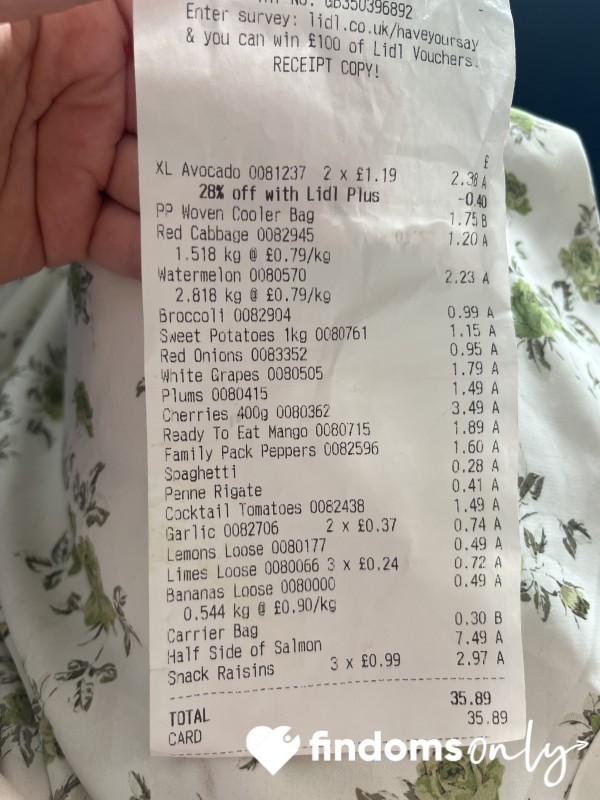 NO. GB350396892
Enter survey: lidl.co.uk/haveyoursay
& you can win £100 of Lidl Vouchers.
RECEIPT COPY!
£
XL Avocado 0081237 2 x £1.19 2.38 A
28% off with Lidl Plus -0.40
PP Woven Cooler Bag 1.75 B
Red Cabbage 0082945 1.20 A
1.518 kg @ £0.79/kg
Watermelon 0080570 2.23 A
2.818 kg @ £0.79/kg
Broccoli 0082904 0.99 A
Sweet Potatoes 1kg 0080761 1.15 A
Red Onions 0083352 0.95 A
White Grapes 0080505 1.79 A
Plums 0080415 1.49 A
Cherries 400g 0080362 3.49 A
Ready To Eat Mango 0080715 1.89 A
Family Pack Peppers 0082596 1.60 A
Spaghetti 0.28 A
Penne Rigate 0.41 A
Cocktail Tomatoes 0082438 1.49 A
Garlic 0082706 2 x £0.37 0.74 A
Lemons Loose 0080177 0.49 A
Limes Loose 0080066 3 x £0.24 0.72 A
Bananas Loose 0080000 0.49 A
0.544 kg @ £0.90/kg
Carrier Bag 0.30 B
Half Side of Salmon 7.49 A
Snack Raisins 3 x £0.99 2.97 A
TOTAL 35.89
CARD 35.89
findomsonly